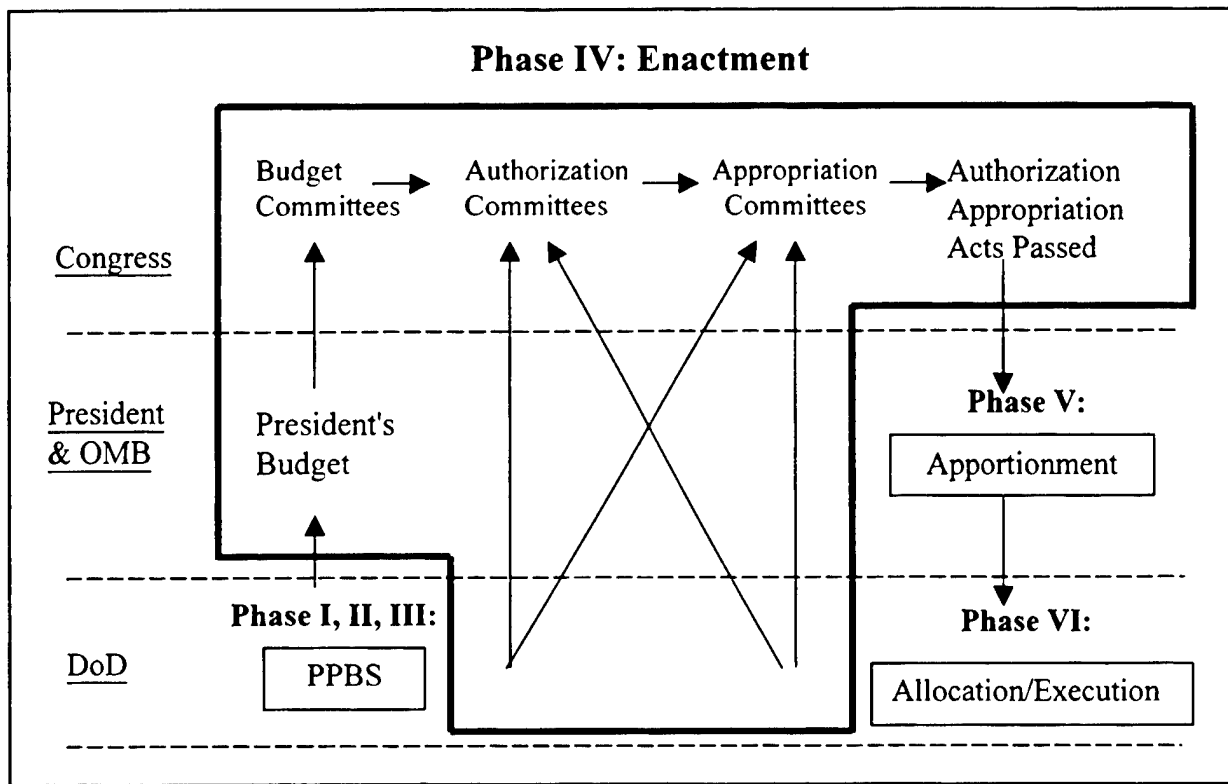 Phase IV: Enactment
Budget
Committees
Authorization
Committees
Appropriation
Committees
Authorization
Appropriation
Acts Passed
Congress
President
& OMB
President's
Budget
Phase V:
Apportionment
DoD
Phase I, II, III:
PPBS
Phase VI:
Allocation/Execution